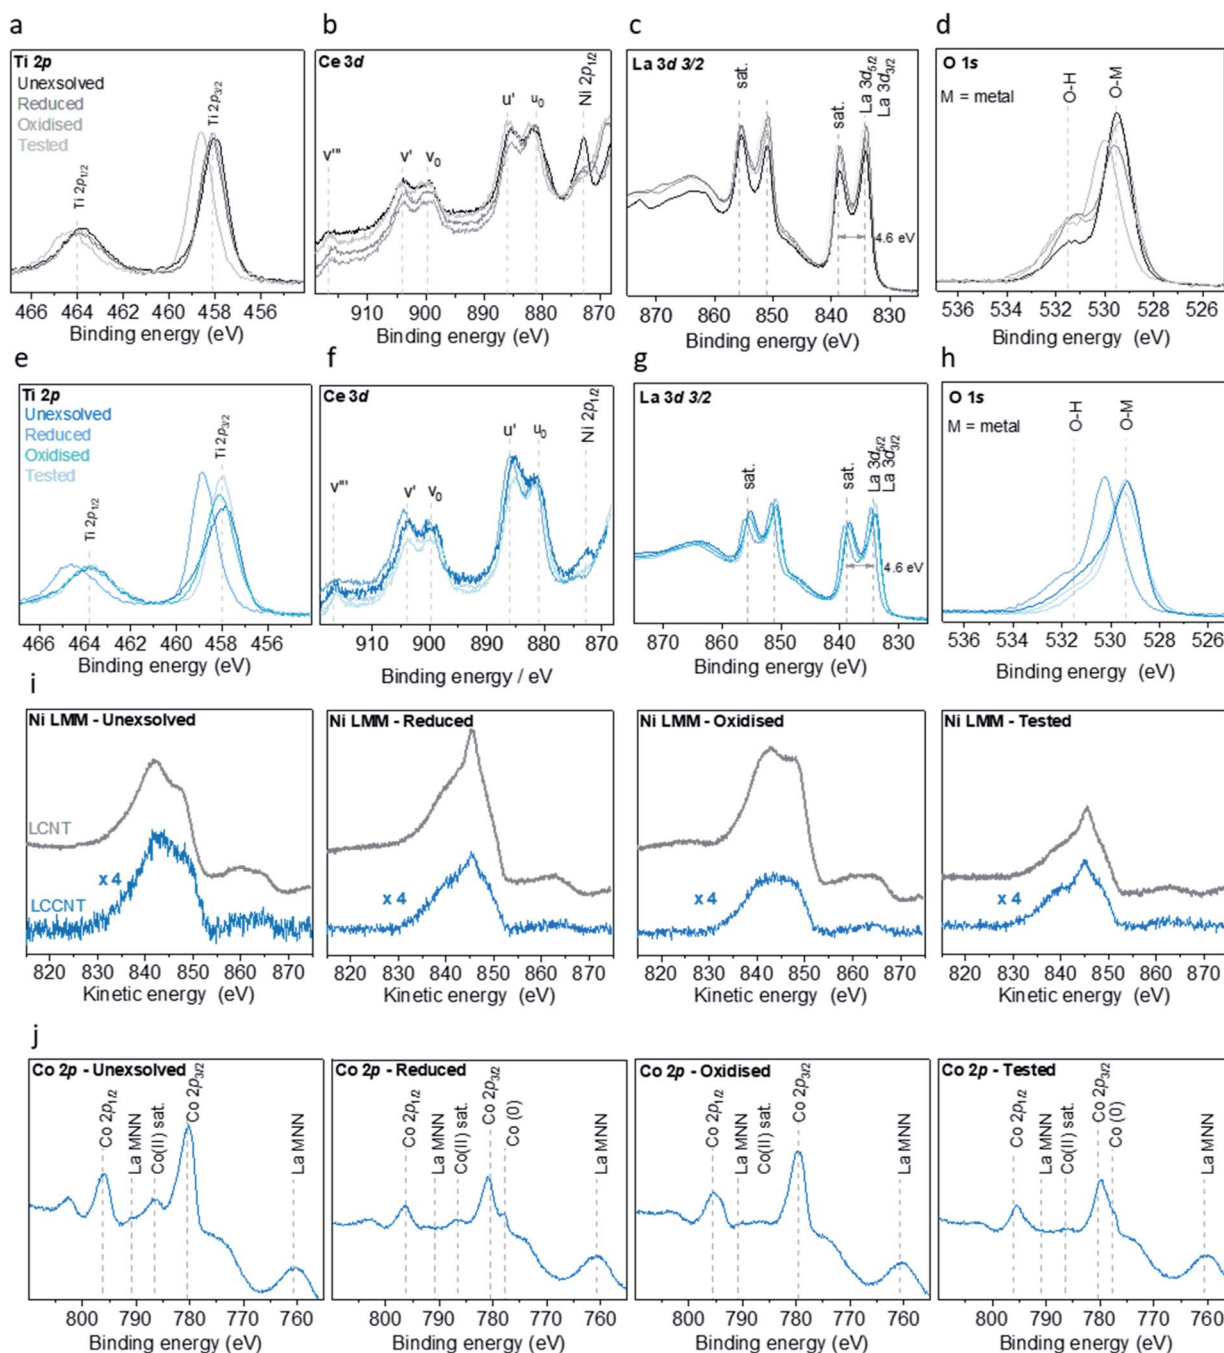 a
Ti 2p
Unexsolved
Reduced
Oxidised
Tested
Ti 2p1/2
Ti 2p3/2
466 464 462 460 458 456
Binding energy (eV)
b
Ce 3d
v'''
v'
v0
u'
u0
Ni 2p1/2
910 900 890 880 870
Binding energy (eV)
c
La 3d 3/2
sat.
sat.
La 3d5/2
La 3d3/2
4.6 eV
870 860 850 840 830
Binding energy (eV)
d
O 1s
M = metal
O-H
O-M
536 534 532 530 528 526
Binding energy (eV)
e
Ti 2p
Unexsolved
Reduced
Oxidised
Tested
Ti 2p1/2
Ti 2p3/2
466 464 462 460 458 456
Binding energy (eV)
f
Ce 3d
v'''
v'
v0
u'
u0
Ni 2p1/2
910 900 890 880 870
Binding energy / eV
g
La 3d 3/2
sat.
sat.
La 3d5/2
La 3d3/2
4.6 eV
870 860 850 840 830
Binding energy (eV)
h
O 1s
M = metal
O-H
O-M
536 534 532 530 528 526
Binding energy (eV)
i
Ni LMM - Unexsolved
LCNT
x 4
LCCNT
820 830 840 850 860 870
Kinetic energy (eV)
Ni LMM - Reduced
x 4
820 830 840 850 860 870
Kinetic energy (eV)
Ni LMM - Oxidised
x 4
820 830 840 850 860 870
Kinetic energy (eV)
Ni LMM - Tested
x 4
820 830 840 850 860 870
Kinetic energy (eV)
j
Co 2p - Unexsolved
Co 2p1/2
La MNN
Co(II) sat.
Co 2p3/2
La MNN
800 790 780 770 760
Binding energy (eV)
Co 2p - Reduced
Co 2p1/2
La MNN
Co(II) sat.
Co 2p3/2
Co (0)
La MNN
800 790 780 770 760
Binding energy (eV)
Co 2p - Oxidised
Co 2p1/2
La MNN
Co(II) sat.
Co 2p3/2
La MNN
800 790 780 770 760
Binding energy (eV)
Co 2p - Tested
Co 2p1/2
La MNN
Co(II) sat.
Co 2p3/2
Co (0)
La MNN
800 790 780 770 760
Binding energy (eV)